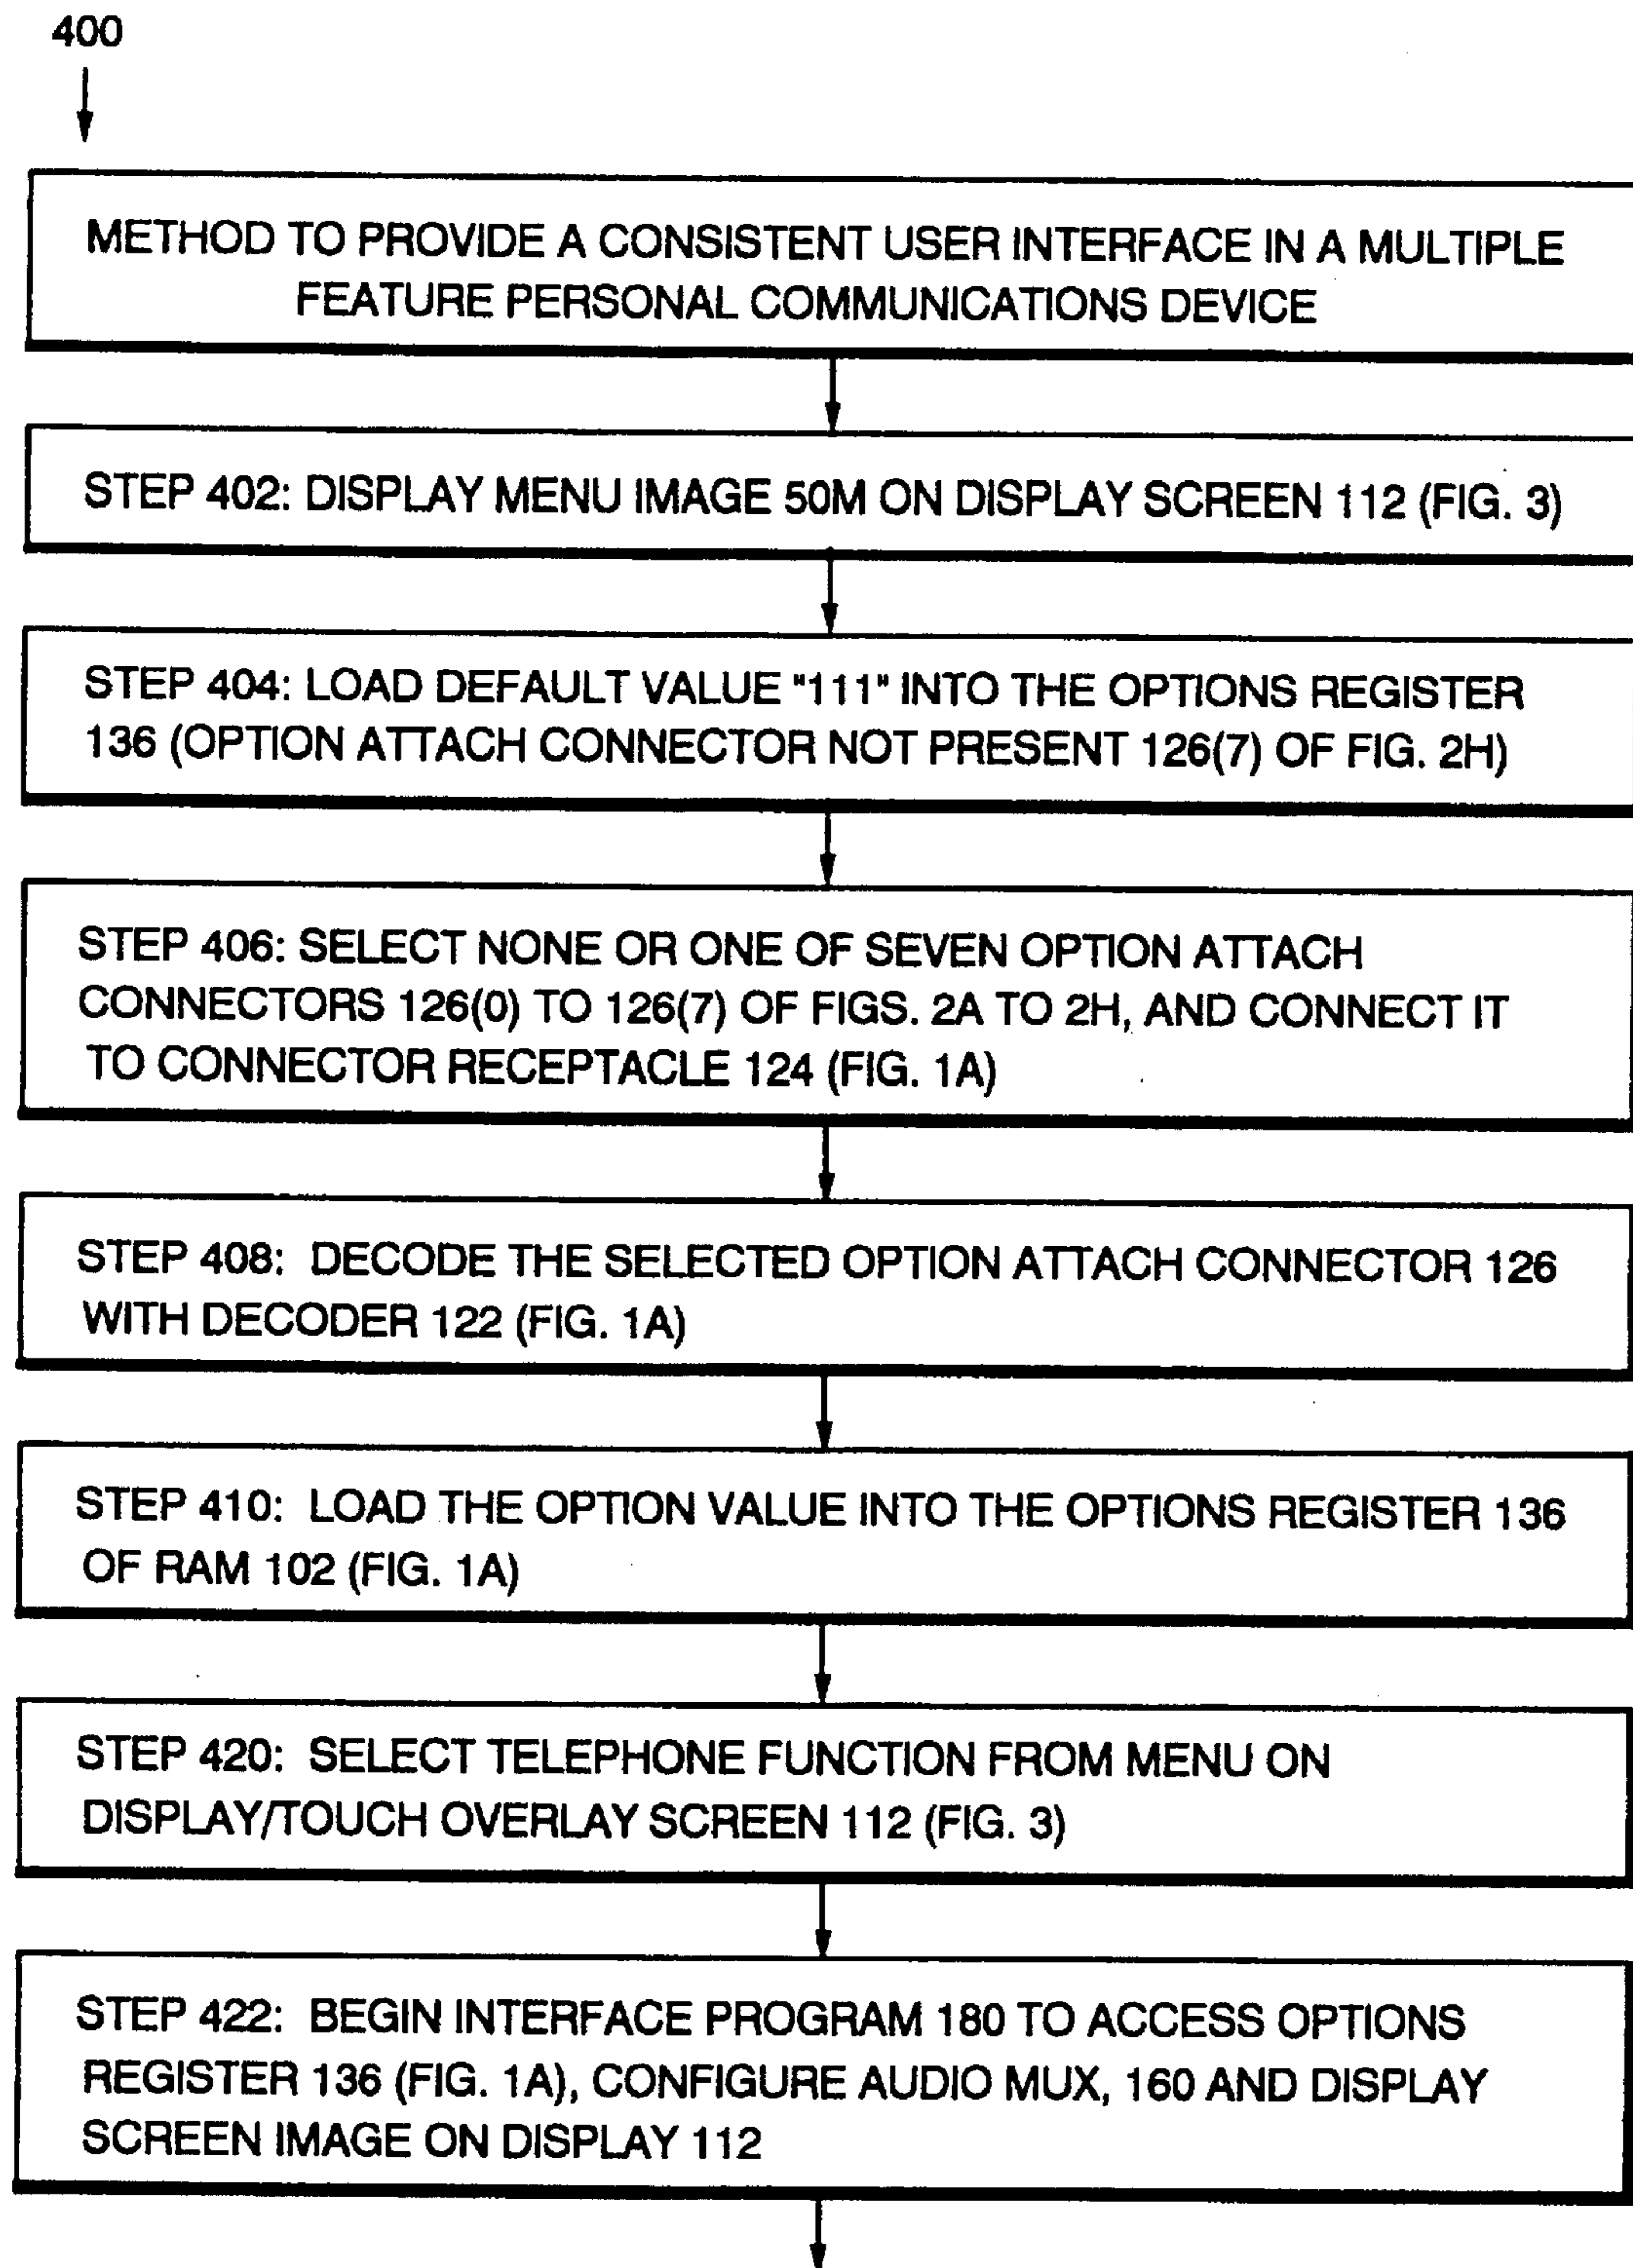 400
METHOD TO PROVIDE A CONSISTENT USER INTERFACE IN A MULTIPLE
FEATURE PERSONAL COMMUNICATIONS DEVICE
STEP 402: DISPLAY MENU IMAGE 50M ON DISPLAY SCREEN 112 (FIG. 3)
STEP 404: LOAD DEFAULT VALUE "111" INTO THE OPTIONS REGISTER
136 (OPTION ATTACH CONNECTOR NOT PRESENT 126(7) OF FIG. 2H)
STEP 406: SELECT NONE OR ONE OF SEVEN OPTION ATTACH
CONNECTORS 126(0) TO 126(7) OF FIGS. 2A TO 2H, AND CONNECT IT
TO CONNECTOR RECEPTACLE 124 (FIG. 1A)
STEP 408: DECODE THE SELECTED OPTION ATTACH CONNECTOR 126
WITH DECODER 122 (FIG. 1A)
STEP 410: LOAD THE OPTION VALUE INTO THE OPTIONS REGISTER 136
OF RAM 102 (FIG. 1A)
STEP 420: SELECT TELEPHONE FUNCTION FROM MENU ON
DISPLAY/TOUCH OVERLAY SCREEN 112 (FIG. 3)
STEP 422: BEGIN INTERFACE PROGRAM 180 TO ACCESS OPTIONS
REGISTER 136 (FIG. 1A), CONFIGURE AUDIO MUX, 160 AND DISPLAY
SCREEN IMAGE ON DISPLAY 112